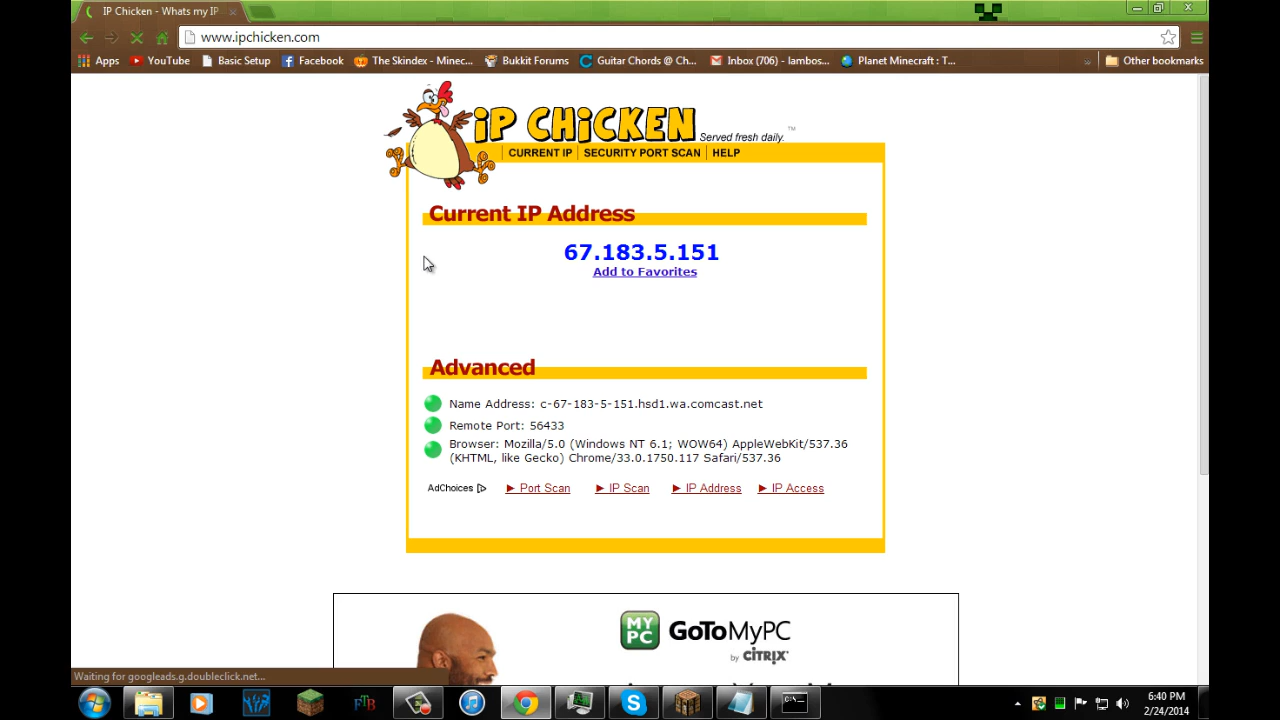 IP Chicken - Whats my IP
www.ipchicken.com
Apps YouTube Basic Setup Facebook The Skindex - Minec... Bukkit Forums Guitar Chords @ Ch... Inbox (706) - lambos... Planet Minecraft : T... » Other bookmarks
iP CHiCKEN Served fresh daily. ™
CURRENT IP | SECURITY PORT SCAN | HELP
Current IP Address
67.183.5.151
Add to Favorites
Advanced
Name Address: c-67-183-5-151.hsd1.wa.comcast.net
Remote Port: 56433
Browser: Mozilla/5.0 (Windows NT 6.1; WOW64) AppleWebKit/537.36
(KHTML, like Gecko) Chrome/33.0.1750.117 Safari/537.36
AdChoices ► Port Scan ► IP Scan ► IP Address ► IP Access
MY PC GoToMyPC
by CITRIX
Waiting for googleads.g.doubleclick.net...
FTB
6:40 PM
2/24/2014